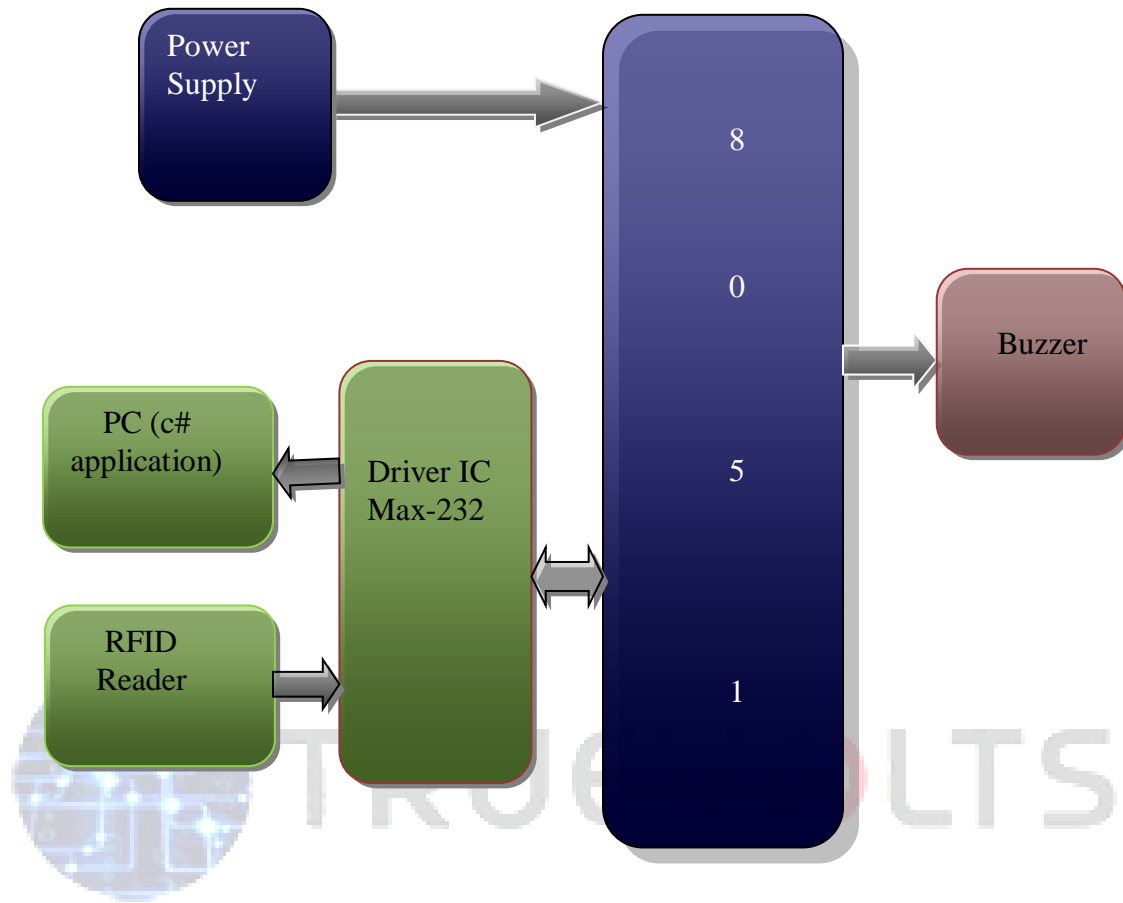 Power
Supply
8
0
5
1
Buzzer
PC (c#
application)
Driver IC
Max-232
RFID
Reader